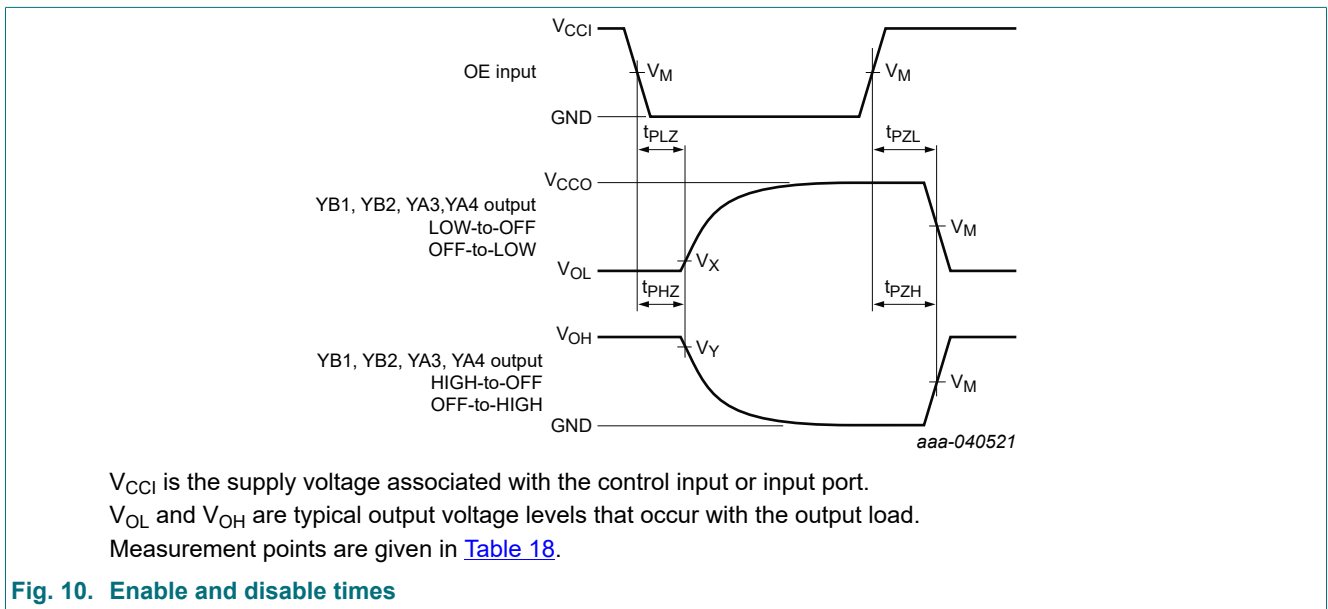 VCCI
OE input
VM
VM
GND
tPLZ
tPZL
VCCO
YB1, YB2, YA3,YA4 output
LOW-to-OFF
OFF-to-LOW
VM
VX
VOL
tPHZ
tPZH
VOH
VY
YB1, YB2, YA3, YA4 output
HIGH-to-OFF
OFF-to-HIGH
VM
GND
aaa-040521
VCCI is the supply voltage associated with the control input or input port.
VOL and VOH are typical output voltage levels that occur with the output load.
Measurement points are given in Table 18.
Fig. 10. Enable and disable times